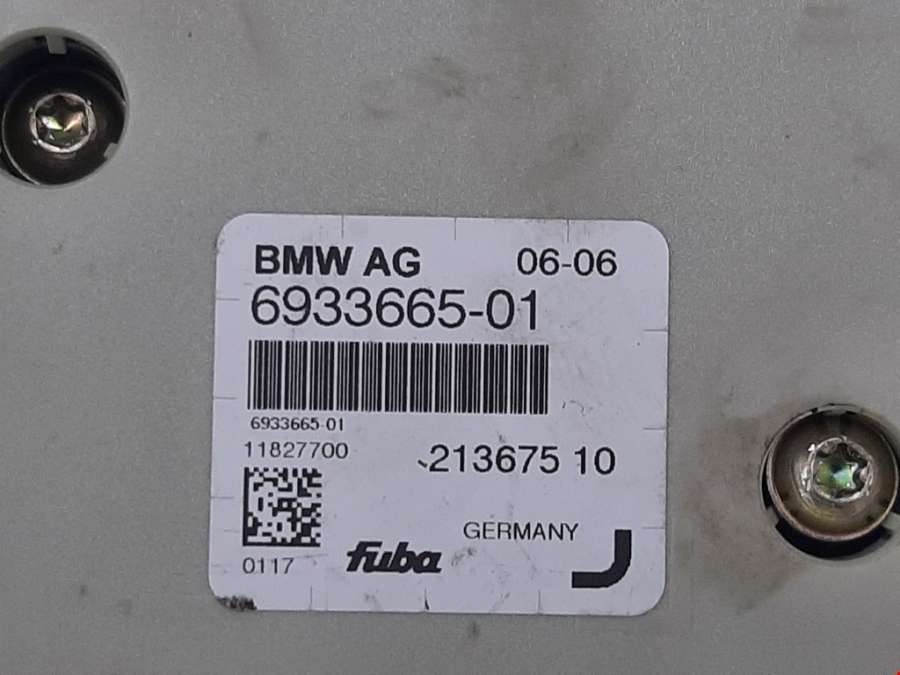 BMW AG 06-06
6933665-01
6933665-01
11827700
213675 10
GERMANY
0117 fuba